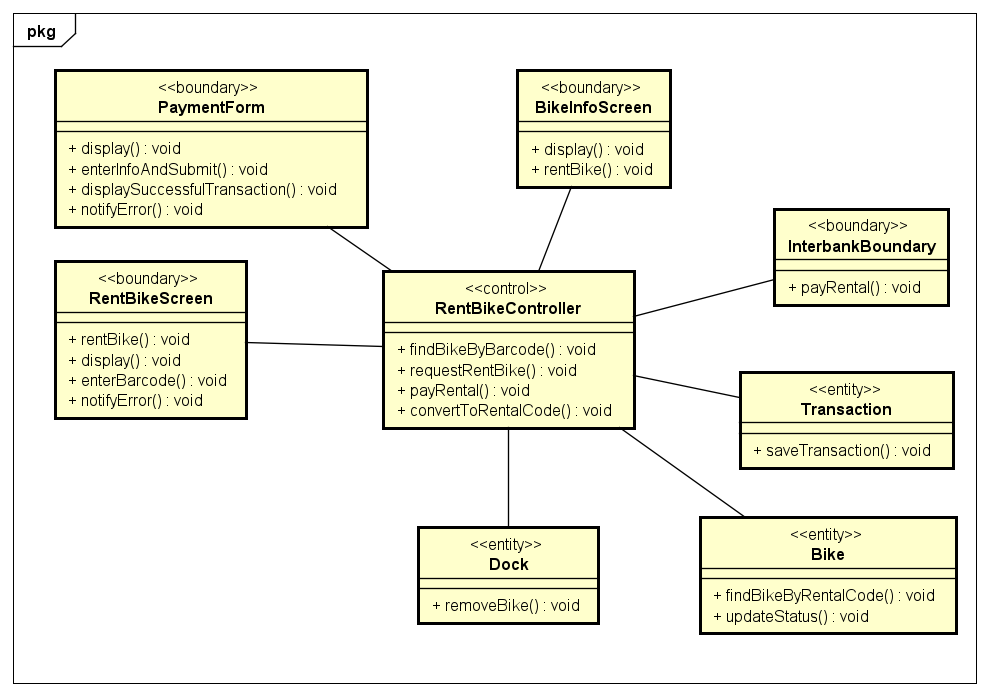 pkg
<<boundary>>
PaymentForm
+ display() : void
+ enterInfoAndSubmit() : void
+ displaySuccessfulTransaction() : void
+ notifyError() : void
<<boundary>>
BikeInfoScreen
+ display() : void
+ rentBike() : void
<<boundary>>
InterbankBoundary
+ payRental() : void
<<boundary>>
RentBikeScreen
+ rentBike() : void
+ display() : void
+ enterBarcode() : void
+ notifyError() : void
<<control>>
RentBikeController
+ findBikeByBarcode() : void
+ requestRentBike() : void
+ payRental() : void
+ convertToRentalCode() : void
<<entity>>
Transaction
+ saveTransaction() : void
<<entity>>
Dock
+ removeBike() : void
<<entity>>
Bike
+ findBikeByRentalCode() : void
+ updateStatus() : void